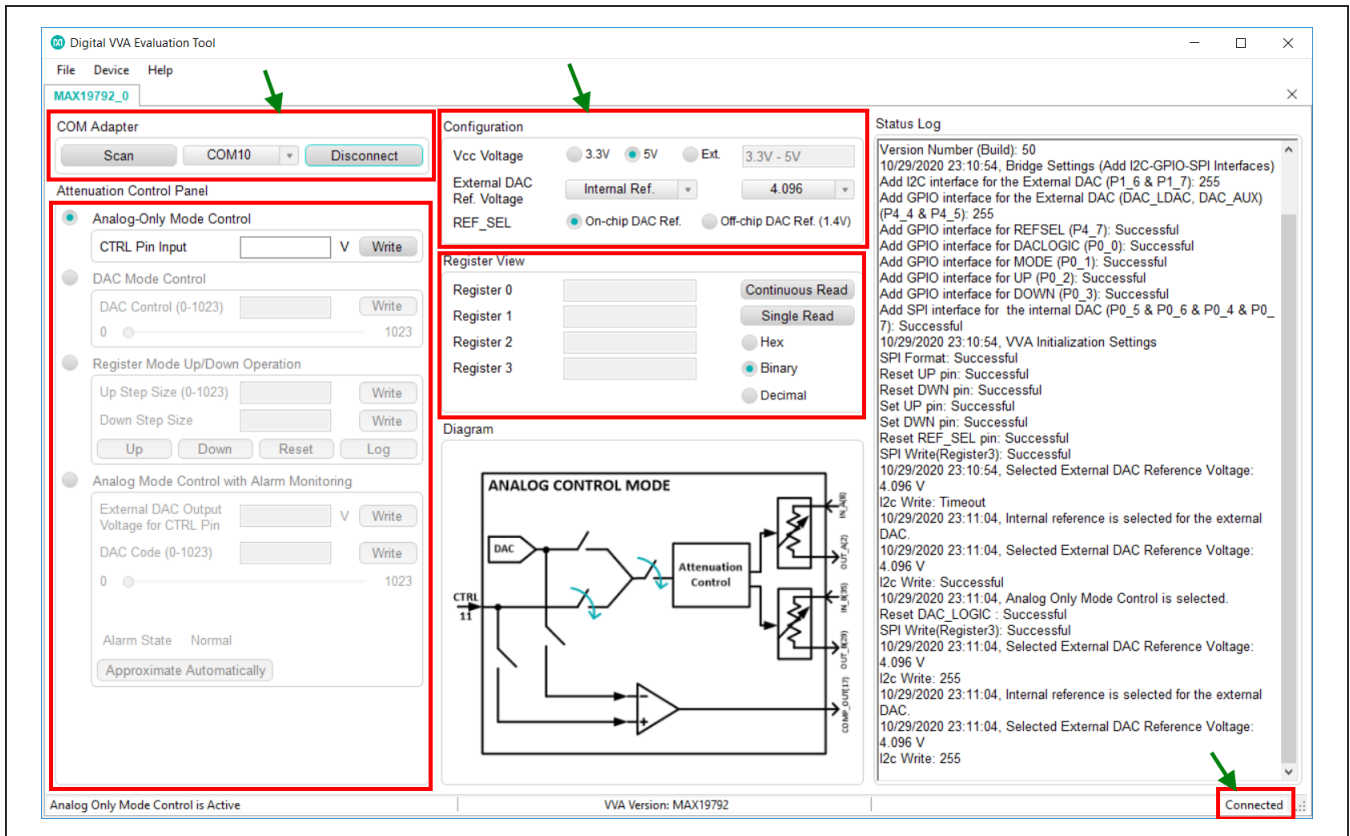 Digital VVA Evaluation Tool
File Device Help
MAX19792_0
COM Adapter
Scan COM10 Disconnect
Attenuation Control Panel
Analog-Only Mode Control
CTRL Pin Input V Write
DAC Mode Control
DAC Control (0-1023) Write
0 1023
Register Mode Up/Down Operation
Up Step Size (0-1023) Write
Down Step Size Write
Up Down Reset Log
Analog Mode Control with Alarm Monitoring
External DAC Output
Voltage for CTRL Pin V Write
DAC Code (0-1023) Write
0 1023
Alarm State Normal
Approximate Automatically
Configuration
Vcc Voltage 3.3V 5V Ext. 3.3V - 5V
External DAC
Ref. Voltage Internal Ref. 4.096
REF_SEL On-chip DAC Ref. Off-chip DAC Ref. (1.4V)
Register View
Register 0 Continuous Read
Register 1 Single Read
Register 2 Hex
Register 3 Binary
Decimal
Diagram
ANALOG CONTROL MODE
DAC
Attenuation
Control
CTRL
11
IN_A(8)
OUT_A(2)
IN_B(35)
OUT_B(29)
COMP_OUT(17)
Status Log
Version Number (Build): 50
10/29/2020 23:10:54, Bridge Settings (Add I2C-GPIO-SPI Interfaces)
Add I2C interface for the External DAC (P1_6 & P1_7): 255
Add GPIO interface for the External DAC (DAC_LDAC, DAC_AUX)
(P4_4 & P4_5): 255
Add GPIO interface for REFSEL (P4_7): Successful
Add GPIO interface for DACLOGIC (P0_0): Successful
Add GPIO interface for MODE (P0_1): Successful
Add GPIO interface for UP (P0_2): Successful
Add GPIO interface for DOWN (P0_3): Successful
Add SPI interface for the internal DAC (P0_5 & P0_6 & P0_4 & P0_
7): Successful
10/29/2020 23:10:54, VVA Initialization Settings
SPI Format: Successful
Reset UP pin: Successful
Reset DWN pin: Successful
Set UP pin: Successful
Set DWN pin: Successful
Reset REF_SEL pin: Successful
SPI Write(Register3): Successful
10/29/2020 23:10:54, Selected External DAC Reference Voltage:
4.096 V
I2c Write: Timeout
10/29/2020 23:11:04, Internal reference is selected for the external
DAC.
10/29/2020 23:11:04, Selected External DAC Reference Voltage:
4.096 V
I2c Write: Successful
10/29/2020 23:11:04, Analog Only Mode Control is selected.
Reset DAC_LOGIC : Successful
SPI Write(Register3): Successful
10/29/2020 23:11:04, Selected External DAC Reference Voltage:
4.096 V
I2c Write: 255
10/29/2020 23:11:04, Internal reference is selected for the external
DAC.
10/29/2020 23:11:04, Selected External DAC Reference Voltage:
4.096 V
I2c Write: 255
Analog Only Mode Control is Active VVA Version: MAX19792 Connected